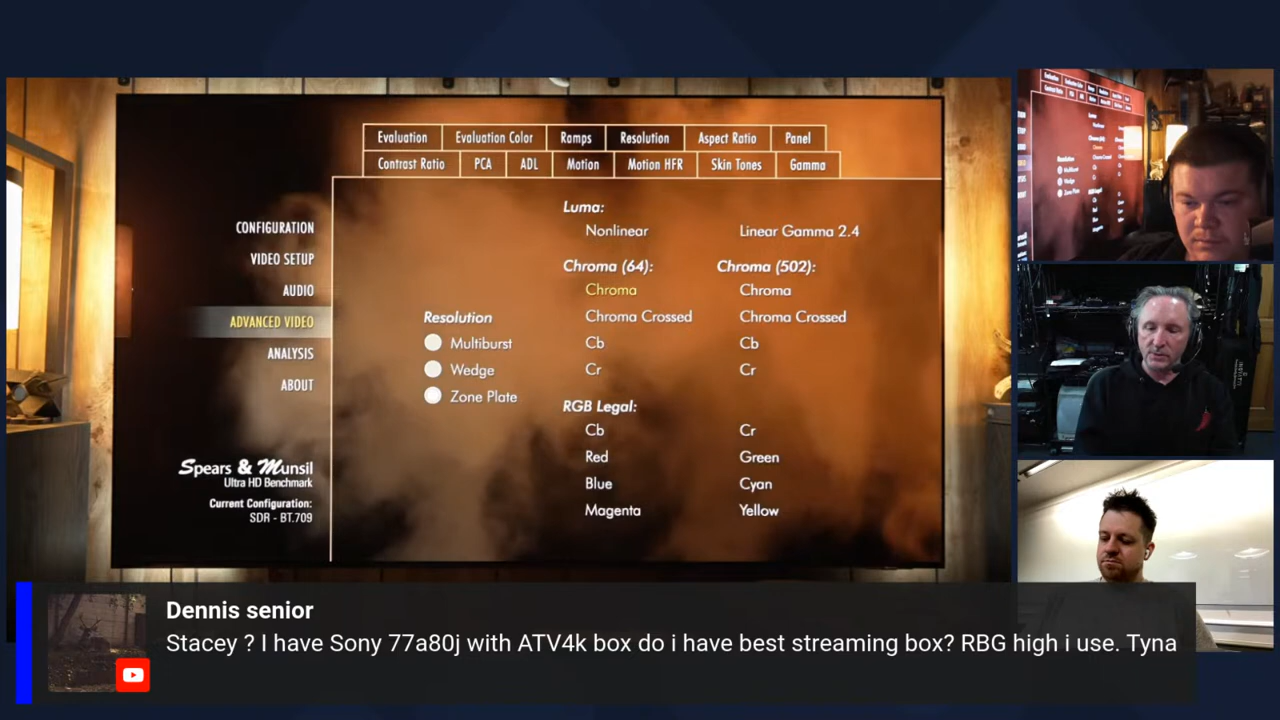 Evaluation Evaluation Color Ramps Resolution Aspect Ratio Panel
Contrast Ratio PCA ADL Motion Motion HFR Skin Tones Gamma
CONFIGURATION
VIDEO SETUP
AUDIO
ADVANCED VIDEO
ANALYSIS
ABOUT
Spears & Munsil
Ultra HD Benchmark
Current Configuration:
SDR - BT.709
Resolution
Multiburst
Wedge
Zone Plate
Luma:
Nonlinear Linear Gamma 2.4
Chroma (64): Chroma (502):
Chroma Chroma
Chroma Crossed Chroma Crossed
Cb Cb
Cr Cr
RGB Legal:
Cb Cr
Red Green
Blue Cyan
Magenta Yellow
Dennis senior
Stacey ? I have Sony 77a80j with ATV4k box do i have best streaming box? RBG high i use. Tyna